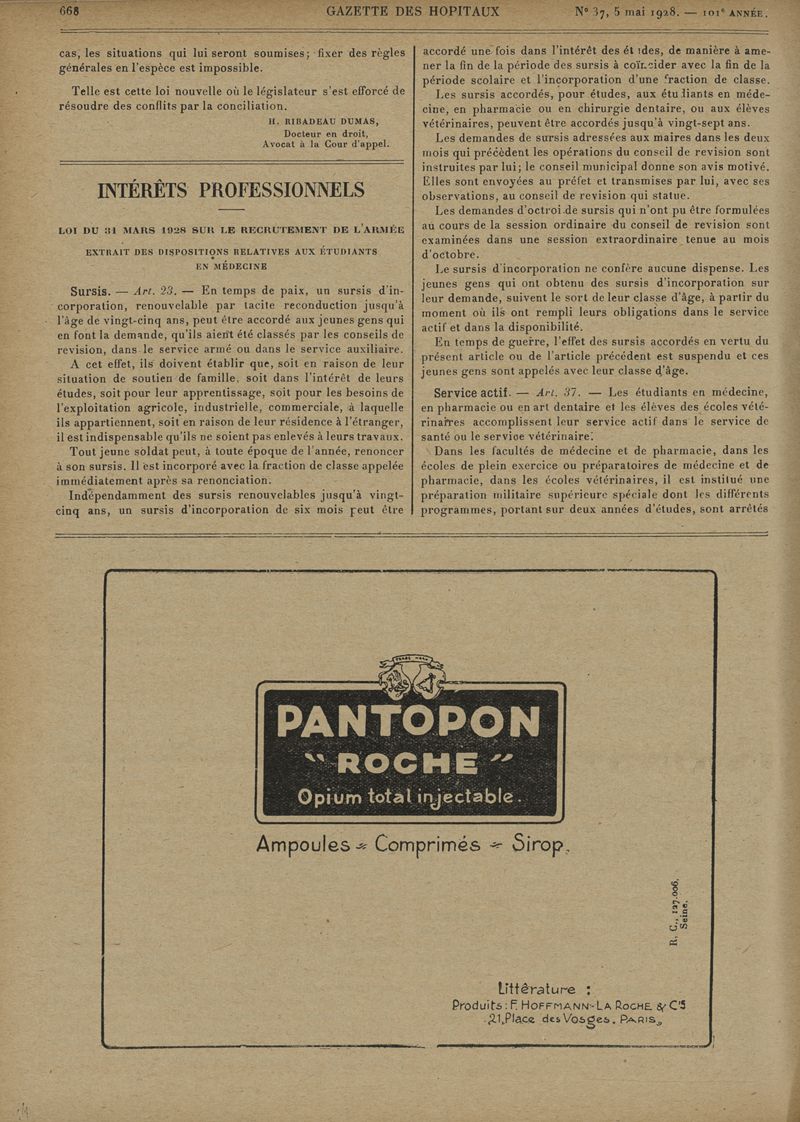 668
GAZETTE DES HOPITAUX
N° 37, 5 mai 1928. — 101e ANNÉE.
cas, les situations qui lui seront soumises; fixer des règles
générales en l'espèce est impossible.
Telle est cette loi nouvelle où le législateur s'est efforcé de
résoudre des conflits par la conciliation.
H. RIBADEAU DUMAS,
Docteur en droit,
Avocat à la Cour d'appel.
INTÉRÊTS PROFESSIONNELS
LOI DU 31 MARS 1928 SUR LE RECRUTEMENT DE L'ARMÉE
EXTRAIT DES DISPOSITIONS RELATIVES AUX ÉTUDIANTS
EN MÉDECINE
Sursis. — Art. 23. — En temps de paix, un sursis d'in-
corporation, renouvelable par tacite reconduction jusqu'à
l'âge de vingt-cinq ans, peut être accordé aux jeunes gens qui
en font la demande, qu'ils aient été classés par les conseils de
revision, dans le service armé ou dans le service auxiliaire.
A cet effet, ils doivent établir que, soit en raison de leur
situation de soutien de famille, soit dans l'intérêt de leurs
études, soit pour leur apprentissage, soit pour les besoins de
l'exploitation agricole, industrielle, commerciale, à laquelle
ils appartiennent, soit en raison de leur résidence à l'étranger,
il est indispensable qu'ils ne soient pas enlevés à leurs travaux.
Tout jeune soldat peut, à toute époque de l'année, renoncer
à son sursis. Il est incorporé avec la fraction de classe appelée
immédiatement après sa renonciation.
Indépendamment des sursis renouvelables jusqu'à vingt-
cinq ans, un sursis d'incorporation de six mois peut être
accordé une fois dans l'intérêt des études, de manière à ame-
ner la fin de la période des sursis à coïncider avec la fin de la
période scolaire et l'incorporation d'une fraction de classe.
Les sursis accordés, pour études, aux étudiants en méde-
cine, en pharmacie ou en chirurgie dentaire, ou aux élèves
vétérinaires, peuvent être accordés jusqu'à vingt-sept ans.
Les demandes de sursis adressées aux maires dans les deux
mois qui précèdent les opérations du conseil de revision sont
instruites par lui; le conseil municipal donne son avis motivé.
Elles sont envoyées au préfet et transmises par lui, avec ses
observations, au conseil de revision qui statue.
Les demandes d'octroi de sursis qui n'ont pu être formulées
au cours de la session ordinaire du conseil de revision sont
examinées dans une session extraordinaire tenue au mois
d'octobre.
Le sursis d'incorporation ne confère aucune dispense. Les
jeunes gens qui ont obtenu des sursis d'incorporation sur
leur demande, suivent le sort de leur classe d'âge, à partir du
moment où ils ont rempli leurs obligations dans le service
actif et dans la disponibilité.
En temps de guerre, l'effet des sursis accordés en vertu du
présent article ou de l'article précédent est suspendu et ces
jeunes gens sont appelés avec leur classe d'âge.
Service actif. — Art. 37. — Les étudiants en médecine,
en pharmacie ou en art dentaire et les élèves des écoles vété-
rinaires accomplissent leur service actif dans le service de
santé ou le service vétérinaire.
Dans les facultés de médecine et de pharmacie, dans les
écoles de plein exercice ou préparatoires de médecine et de
pharmacie, dans les écoles vétérinaires, il est institué une
préparation militaire supérieure spéciale dont les différents
programmes, portant sur deux années d'études, sont arrêtés
PANTOPON
"ROCHE"
Opium total injectable.
Ampoules - Comprimés - Sirop.
R. C., 127.006.
Seine.
Littérature :
Produits : F. HOFFMANN-LA ROCHE & Cie
21, Place des Vosges, PARIS